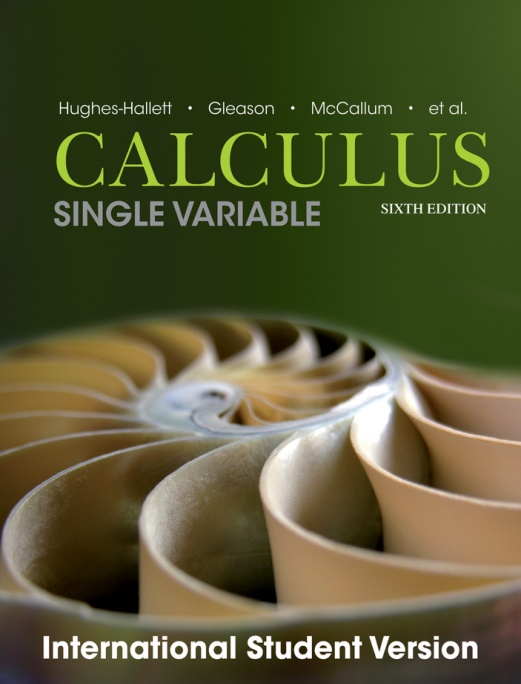 Hughes-Hallett • Gleason • McCallum • et al.
CALCULUS
SINGLE VARIABLE
SIXTH EDITION
International Student Version